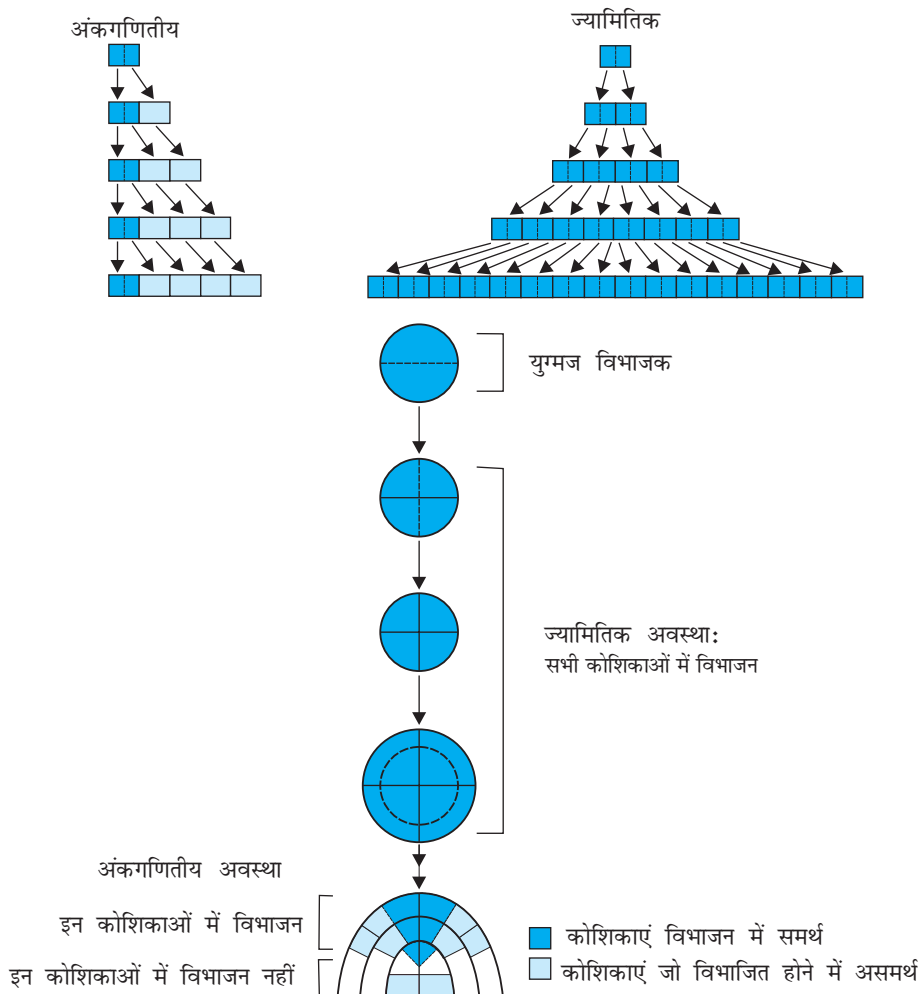 अंकगणितीय
ज्यामितिक
युग्मज विभाजक
ज्यामितिक अवस्था:
सभी कोशिकाओं में विभाजन
अंकगणितीय अवस्था
इन कोशिकाओं में विभाजन
इन कोशिकाओं में विभाजन नहीं
कोशिकाएं विभाजन में समर्थ
कोशिकाएं जो विभाजित होने में असमर्थ